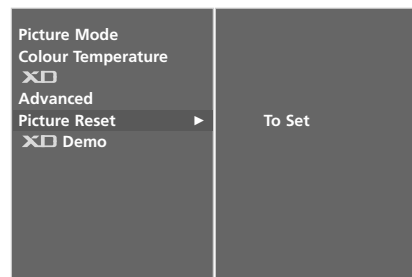 Picture Mode
Colour Temperature
XD
Advanced
Picture Reset ► To Set
XD Demo